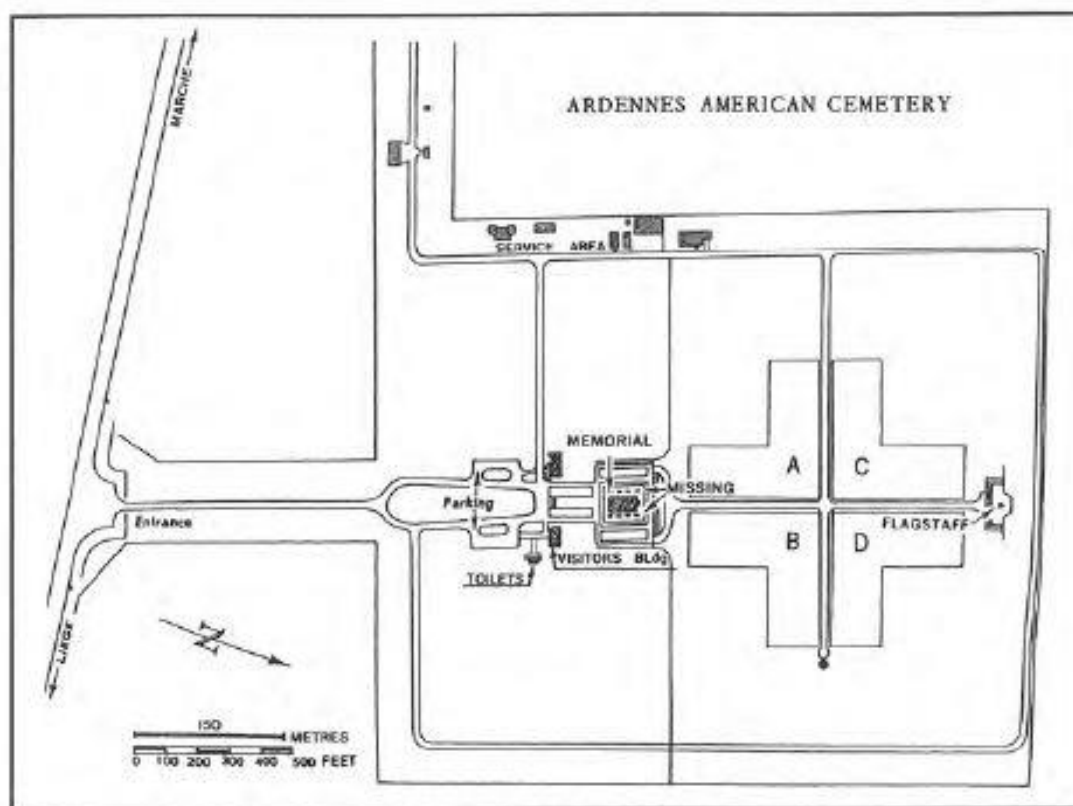 ARDENNES AMERICAN CEMETERY
MARCHE
SERVICE AREA
MEMORIAL
MISSING
A
C
Parking
Entrance
FLAGSTAFF
B
D
VISITORS BLdg
TOILETS
LIEGE
N
150
METRES
0 100 200 300 400 500 FEET